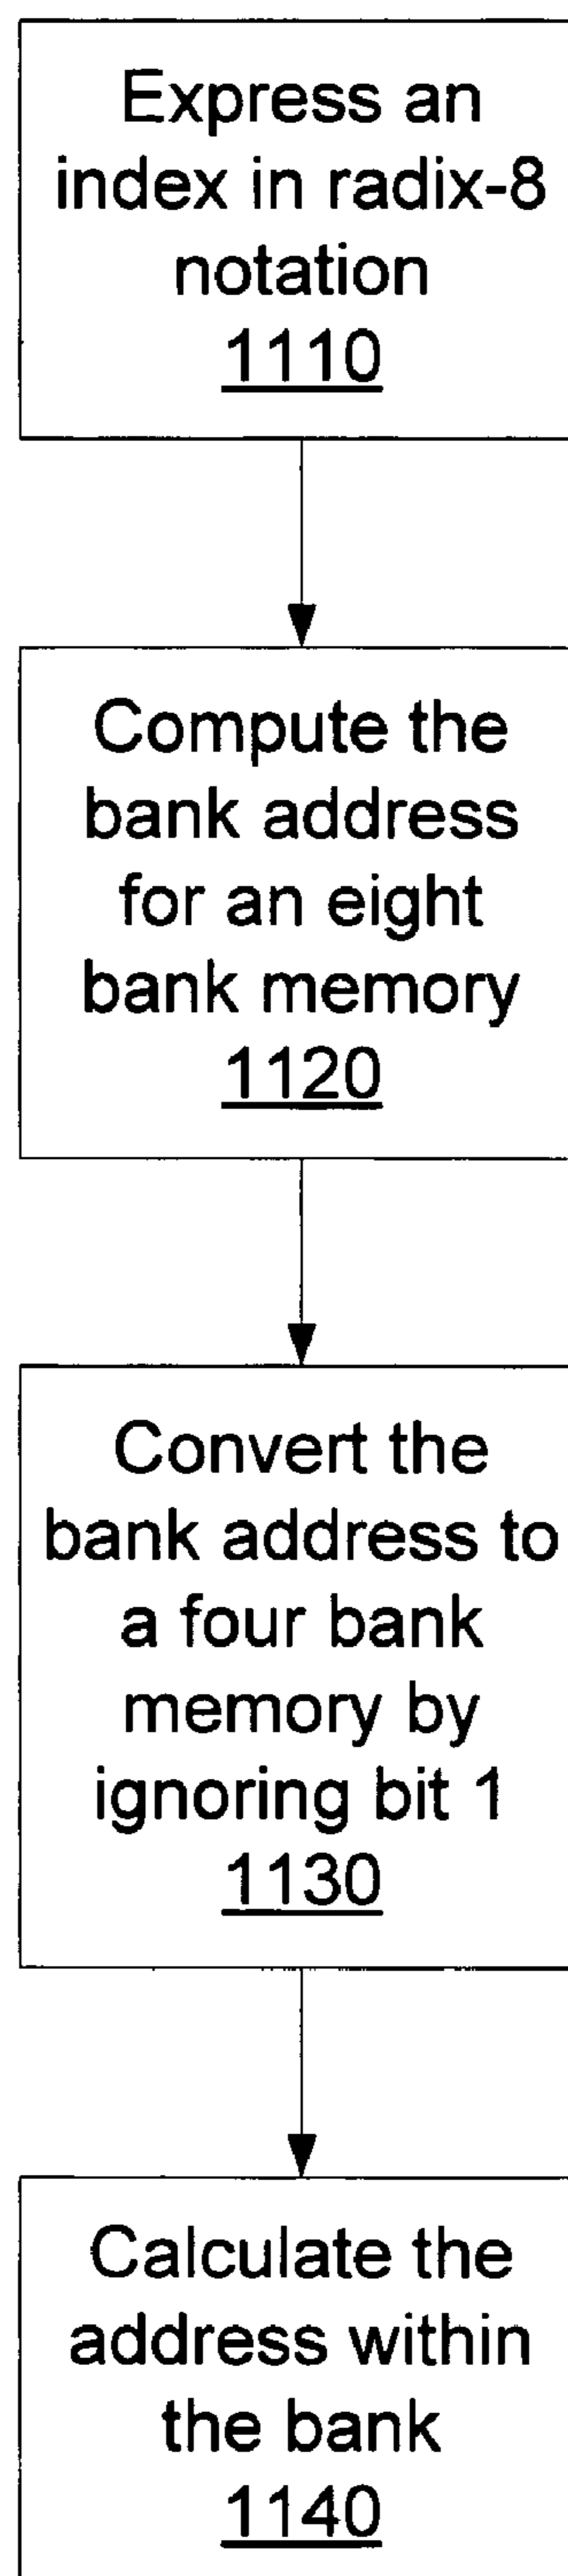 Express an
index in radix-8
notation
1110
Compute the
bank address
for an eight
bank memory
1120
Convert the
bank address to
a four bank
memory by
ignoring bit 1
1130
Calculate the
address within
the bank
1140